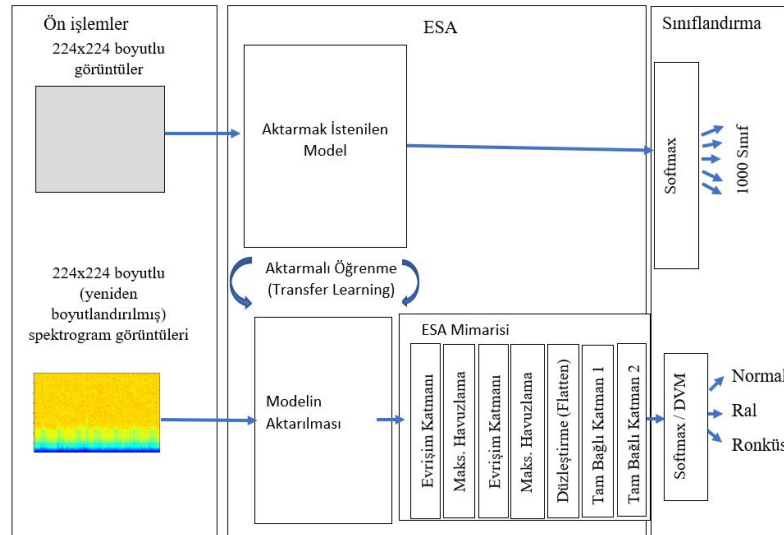 Ön işlemler
224x224 boyutlu
görüntüler
ESA
Sınıflandırma
Aktarmak İstenilen
Model
Softmax
1000 Sınıf
Aktarmalı Öğrenme
(Transfer Learning)
224x224 boyutlu
(yeniden
boyutlandırılmış)
spektrogram görüntüleri
Modelin
Aktarılması
ESA Mimarisi
Evrişim Katmanı
Maks. Havuzlama
Evrişim Katmanı
Maks. Havuzlama
Düzleştirme (Flatten)
Tam Bağlı Katman 1
Tam Bağlı Katman 2
Softmax / DVM
Normal
Ral
Ronküs